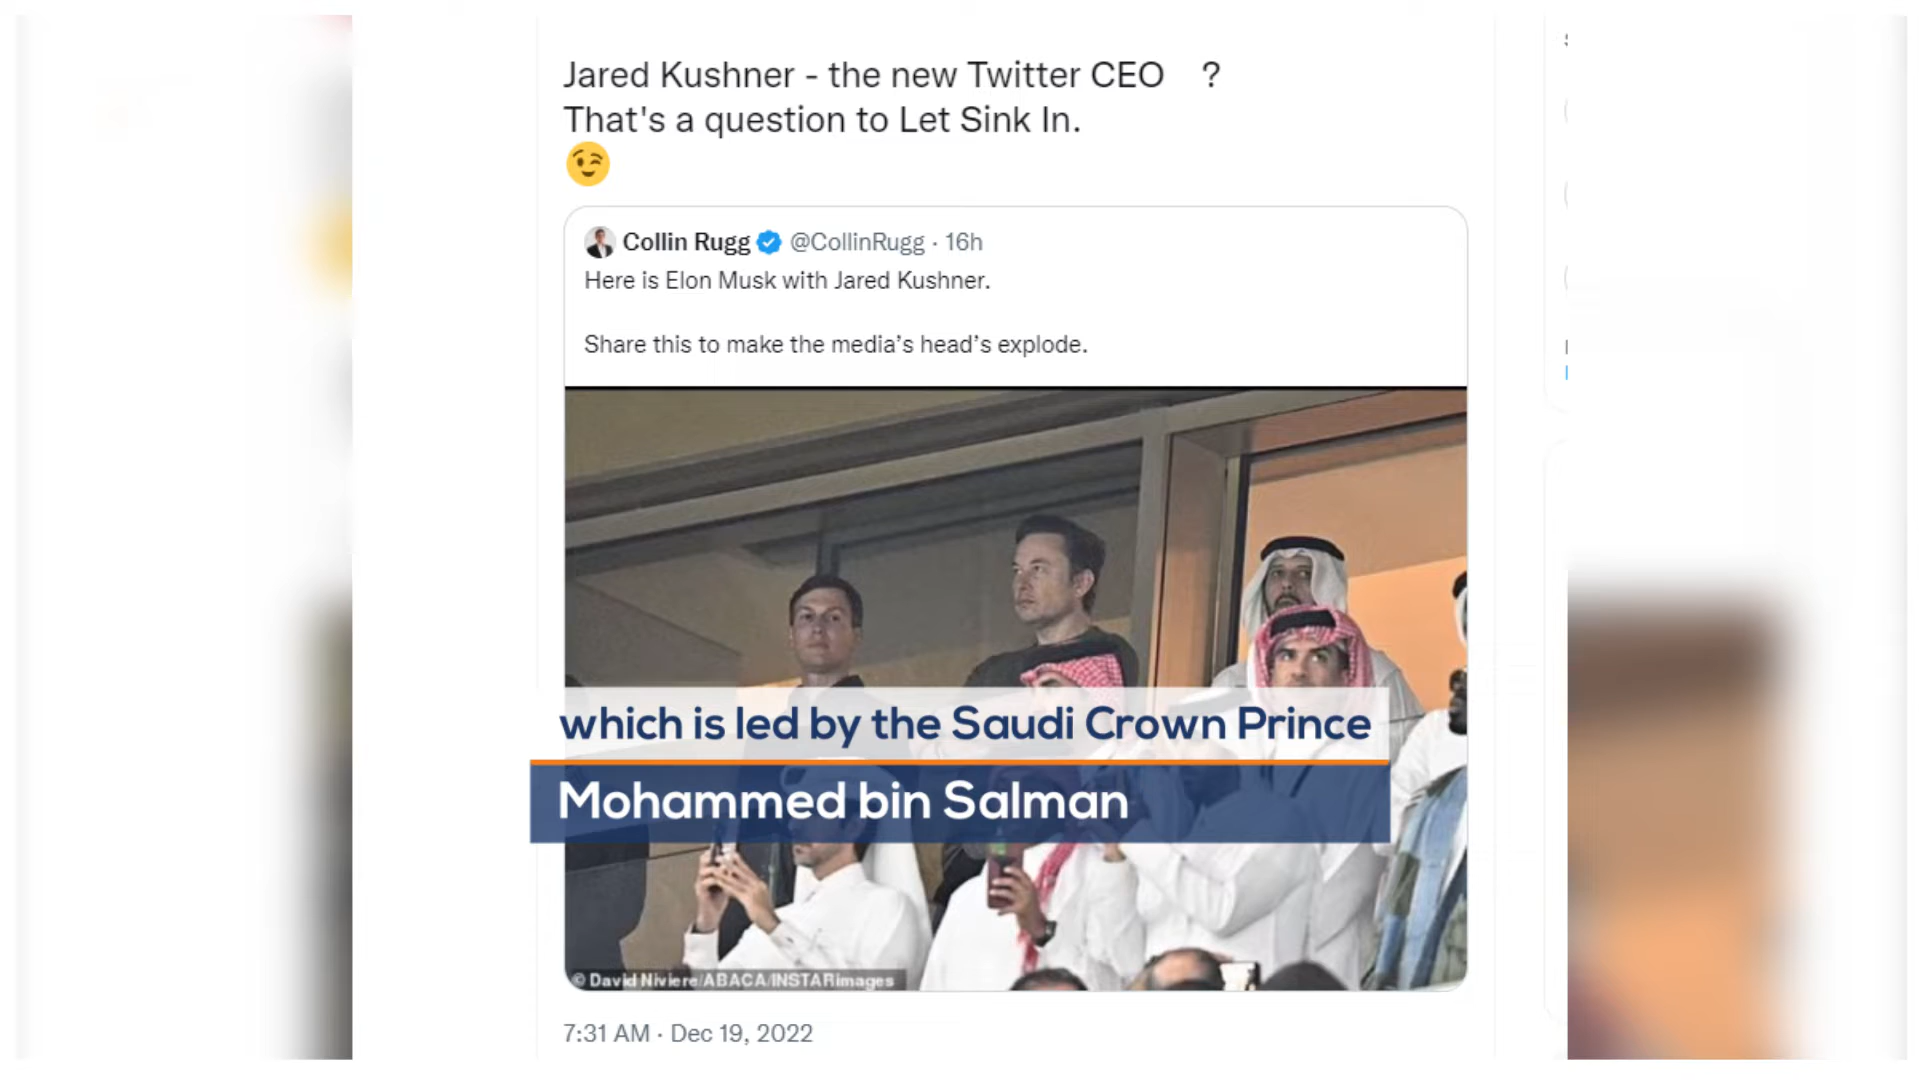 Jared Kushner - the new Twitter CEO ?
That's a question to Let Sink In.
😉
Collin Rugg @CollinRugg · 16h
Here is Elon Musk with Jared Kushner.
Share this to make the media’s head’s explode.
which is led by the Saudi Crown Prince
Mohammed bin Salman
© David Niviere/ABACA/INSTARimages
7:31 AM · Dec 19, 2022